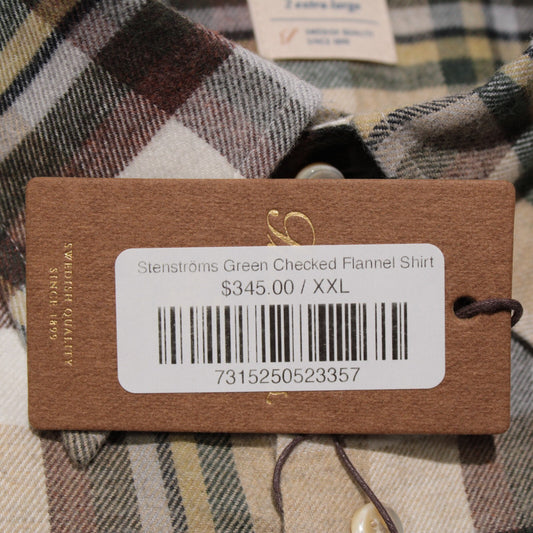 2 extra-large
SWEDISH QUALITY
SINCE 1899
SWEDISH QUALITY
SINCE 1899
Stenströms Green Checked Flannel Shirt
$345.00 / XXL
7315250523357